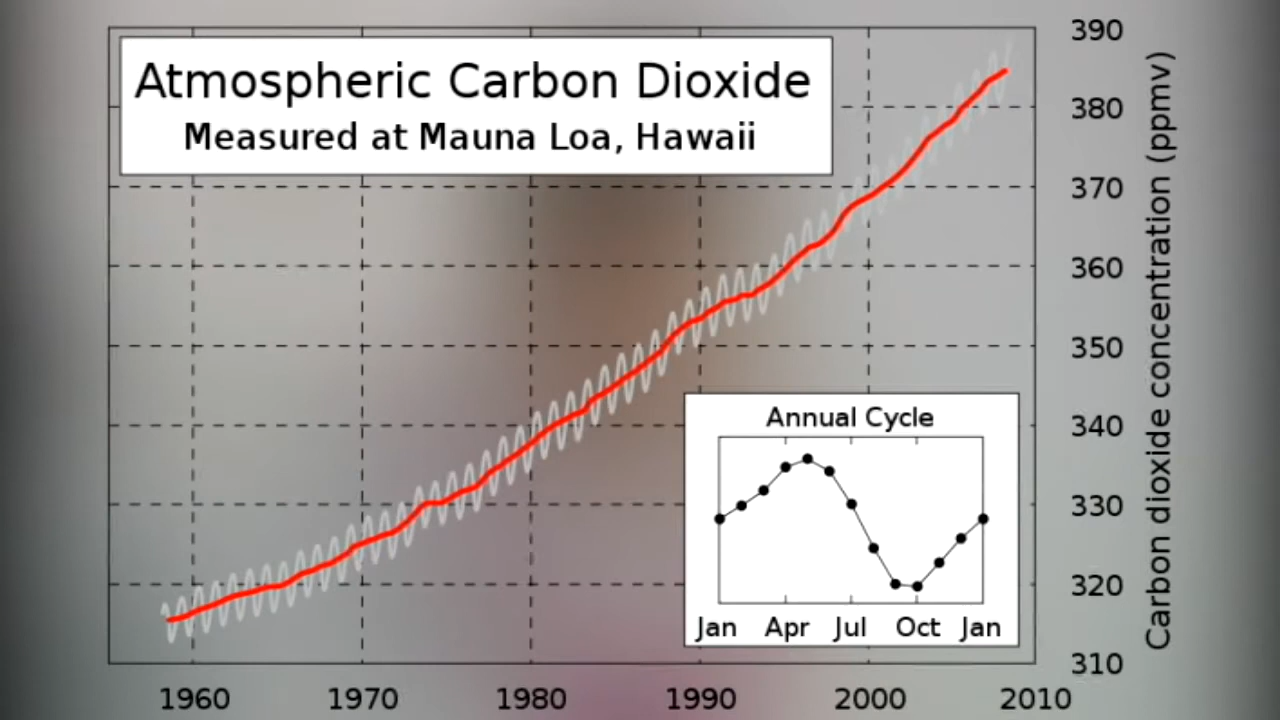 Atmospheric Carbon Dioxide
Measured at Mauna Loa, Hawaii
390
380
370
360
350
340
330
320
310
Carbon dioxide concentration (ppmv)
Annual Cycle
Jan Apr Jul Oct Jan
1960 1970 1980 1990 2000 2010